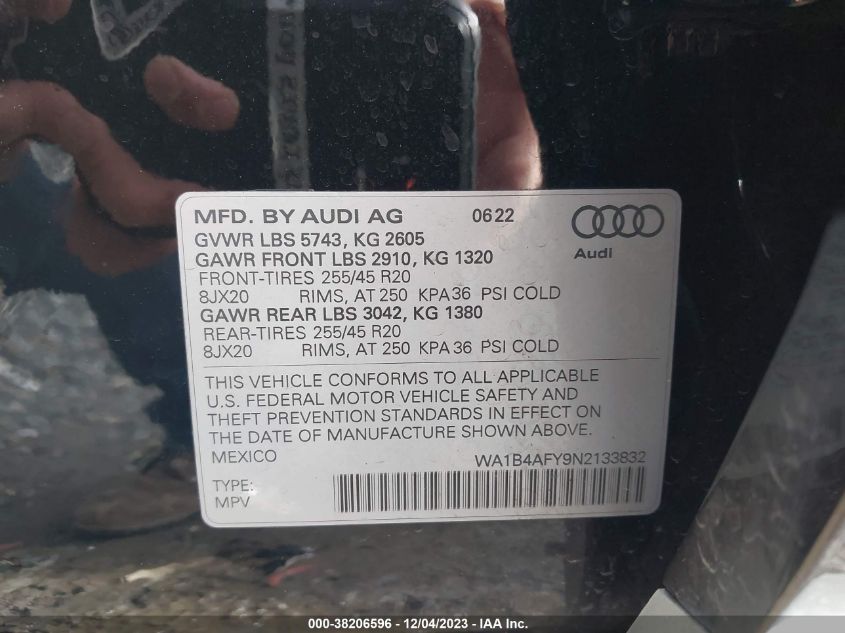 MFD. BY AUDI AG 0622
GVWR LBS 5743, KG 2605
GAWR FRONT LBS 2910, KG 1320
Audi
FRONT-TIRES 255/45 R20
8JX20 RIMS, AT 250 KPA36 PSI COLD
GAWR REAR LBS 3042, KG 1380
REAR-TIRES 255/45 R20
8JX20 RIMS, AT 250 KPA36 PSI COLD
THIS VEHICLE CONFORMS TO ALL APPLICABLE
U.S. FEDERAL MOTOR VEHICLE SAFETY AND
THEFT PREVENTION STANDARDS IN EFFECT ON
THE DATE OF MANUFACTURE SHOWN ABOVE.
MEXICO WA1B4AFY9N2133832
TYPE:
MPV
000-38206596 - 12/04/2023 - IAAI.com